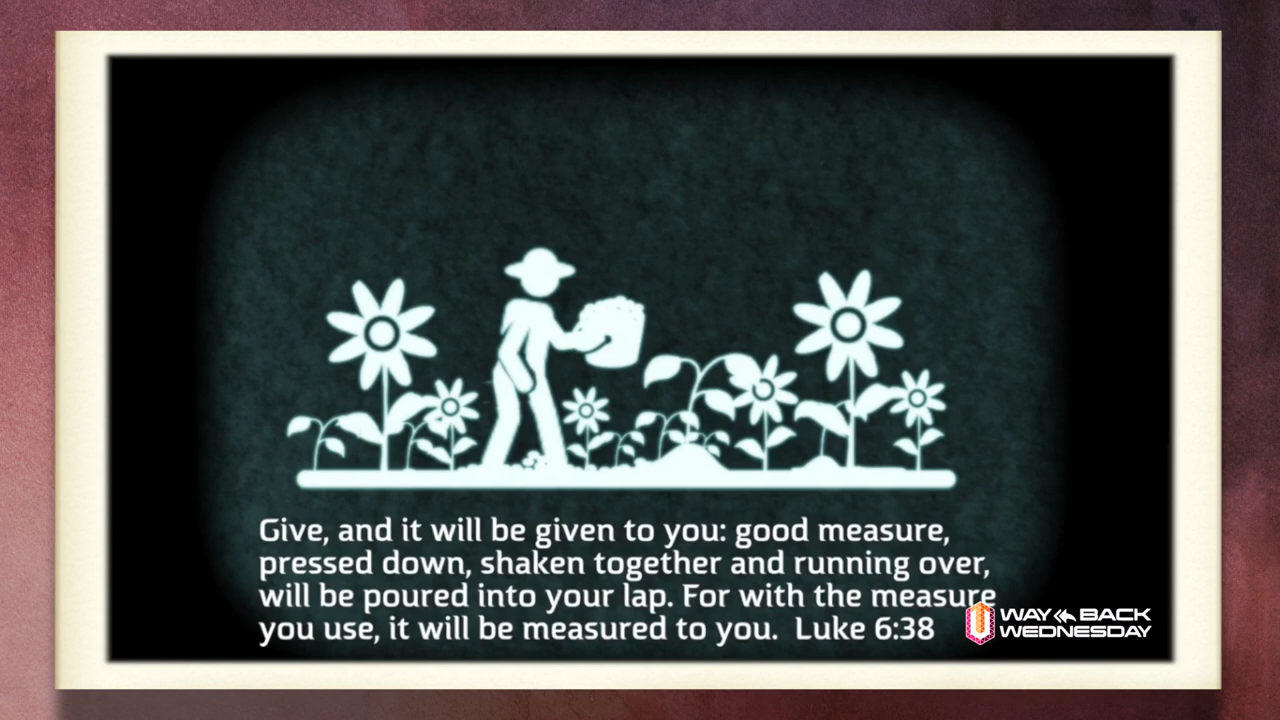 Give, and it will be given to you: good measure,
pressed down, shaken together and running over,
will be poured into your lap. For with the measure
you use, it will be measured to you.  Luke 6:38
WAY BACK
WEDNESDAY